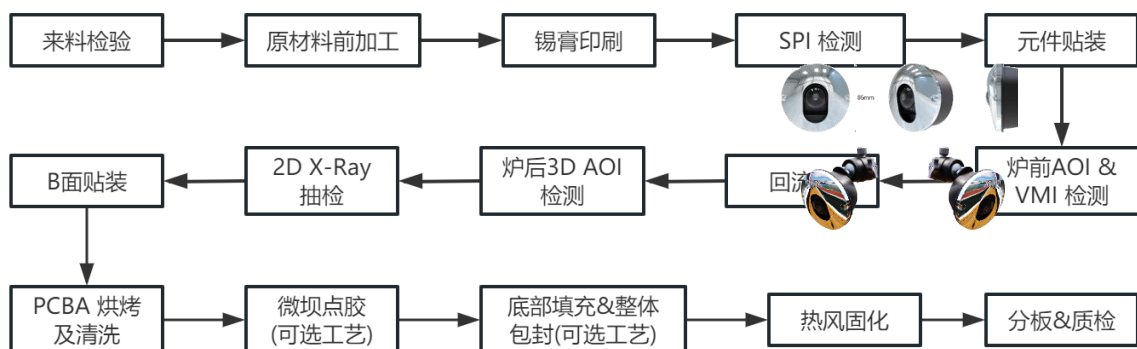 来料检验
原材料前加工
锡膏印刷
SPI 检测
元件贴装
86mm
B面贴装
2D X-Ray
抽检
炉后3D AOI
检测
回流
炉前AOI &
VMI 检测
PCBA 烘烤
及清洗
微坝点胶
(可选工艺)
底部填充&整体
包封(可选工艺)
热风固化
分板&质检